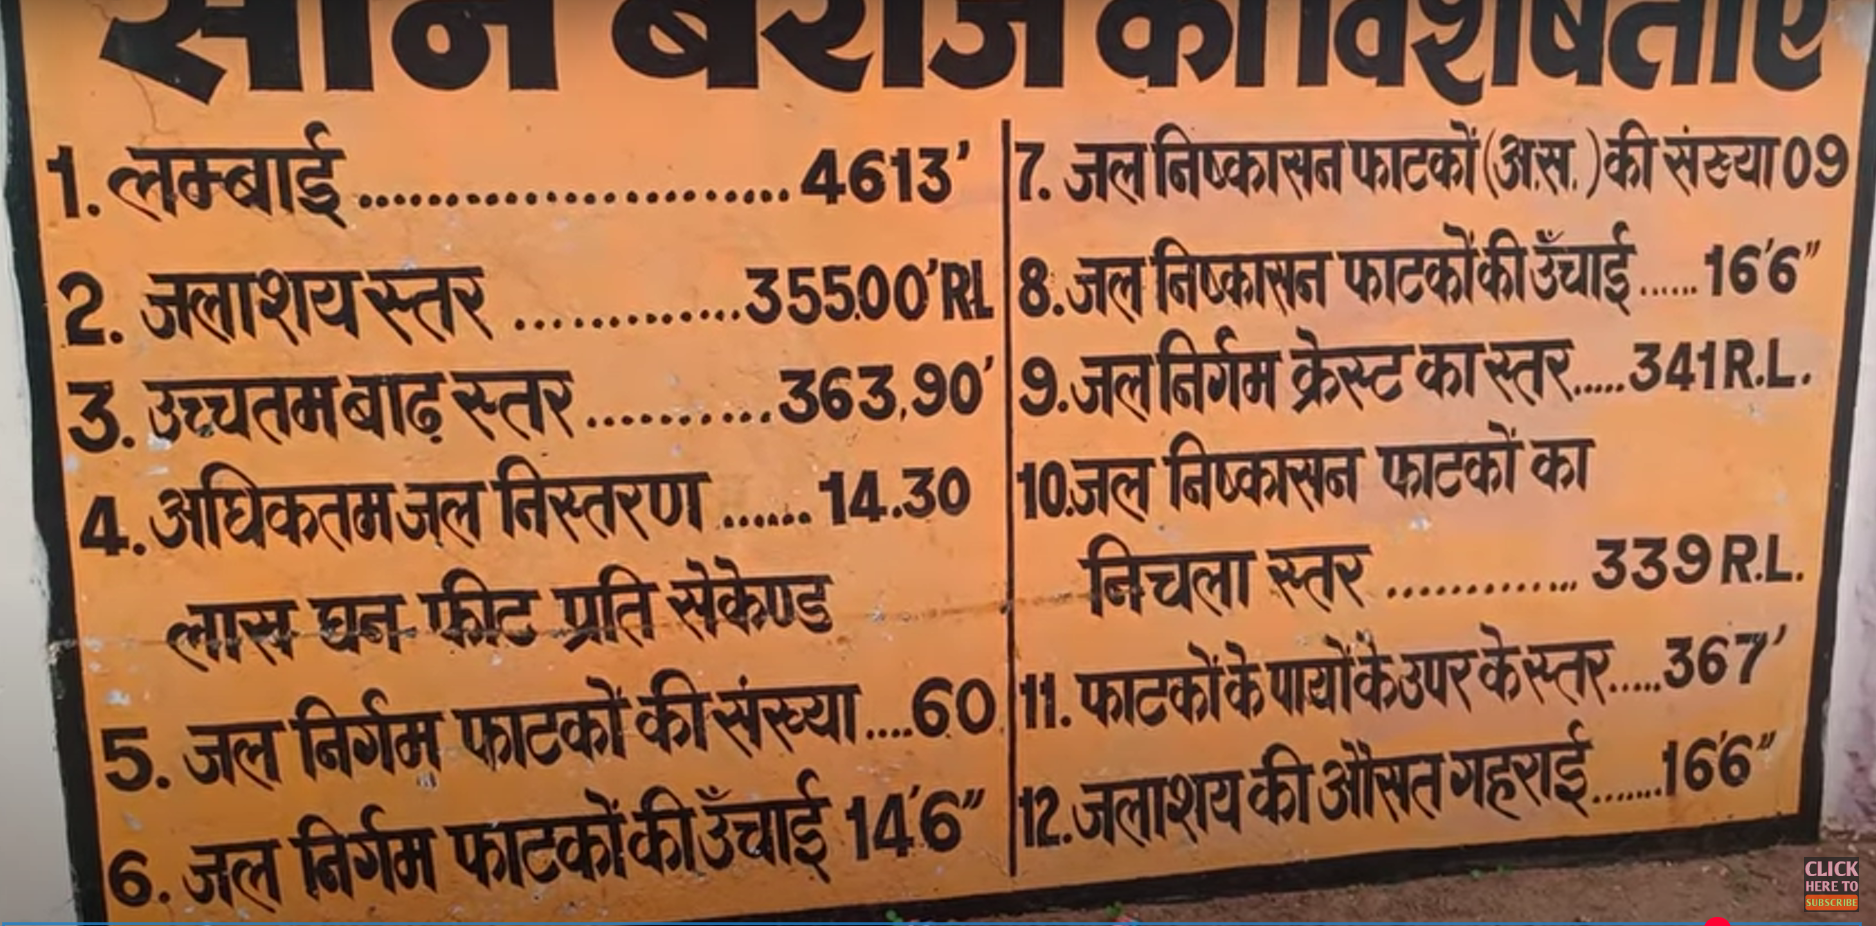 सोन बराज की विशेषताएँ
1. लम्बाई ........................ 4613'
2. जलाशय स्तर ............. 355.00' R.L
3. उच्चतम बाढ़ स्तर .......... 363.90'
4. अधिकतम जल निस्तरण ...... 14.30
लाख घन फीट प्रति सेकेण्ड
5. जल निर्गम फाटकों की संख्या .... 60
6. जल निर्गम फाटकों की उँचाई 14'6"
7. जल निष्कासन फाटकों (अ.स. ) की संख्या 09
8. जल निष्कासन फाटकों की उँचाई ...... 16'6"
9. जल निर्गम क्रेस्ट का स्तर ..... 341 R.L.
10. जल निष्कासन फाटकों का
निचला स्तर ............ 339 R.L.
11. फाटकों के पायों के उपर के स्तर ..... 367'
12. जलाशय की औसत गहराई ....... 16'6"
CLICK
HERE TO
SUBSCRIBE